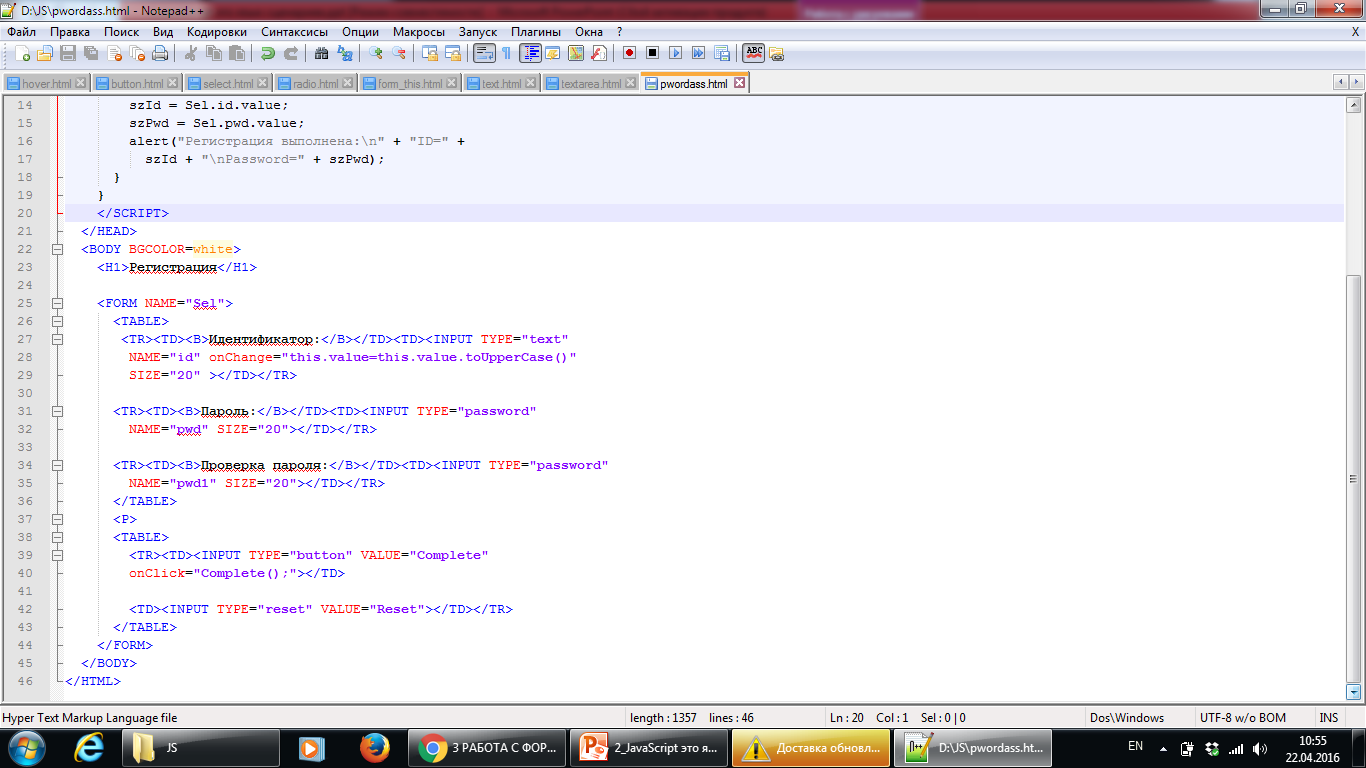 D:\JS\pwordass.html - Notepad++
Файл Правка Поиск Вид Кодировки Синтаксисы Опции Макросы Запуск Плагины Окна ? X
hover.html button.html select.html radio.html form_this.html text.html textarea.html pwordass.html
14 szId = Sel.id.value;
15 szPwd = Sel.pwd.value;
16 alert("Регистрация выполнена:\n" + "ID=" +
17 szId + "\nPassword=" + szPwd);
18 }
19 }
20 </SCRIPT>
21 </HEAD>
22 <BODY BGCOLOR=white>
23 <H1>Регистрация</H1>
24
25 <FORM NAME="Sel">
26 <TABLE>
27 <TR><TD><B>Идентификатор:</B></TD><TD><INPUT TYPE="text"
28 NAME="id" onChange="this.value=this.value.toUpperCase()"
29 SIZE="20" ></TD></TR>
30
31 <TR><TD><B>Пароль:</B></TD><TD><INPUT TYPE="password"
32 NAME="pwd" SIZE="20"></TD></TR>
33
34 <TR><TD><B>Проверка пароля:</B></TD><TD><INPUT TYPE="password"
35 NAME="pwd1" SIZE="20"></TD></TR>
36 </TABLE>
37 <P>
38 <TABLE>
39 <TR><TD><INPUT TYPE="button" VALUE="Complete"
40 onClick="Complete();"></TD>
41
42 <TD><INPUT TYPE="reset" VALUE="Reset"></TD></TR>
43 </TABLE>
44 </FORM>
45 </BODY>
46 </HTML>
Hyper Text Markup Language file length : 1357 lines : 46 Ln : 20 Col : 1 Sel : 0 | 0 Dos\Windows UTF-8 w/o BOM INS
JS 3 РАБОТА С ФОР... 2_JavaScript это я... Доставка обновл... D:\JS\pwordass.ht... EN 10:55
22.04.2016